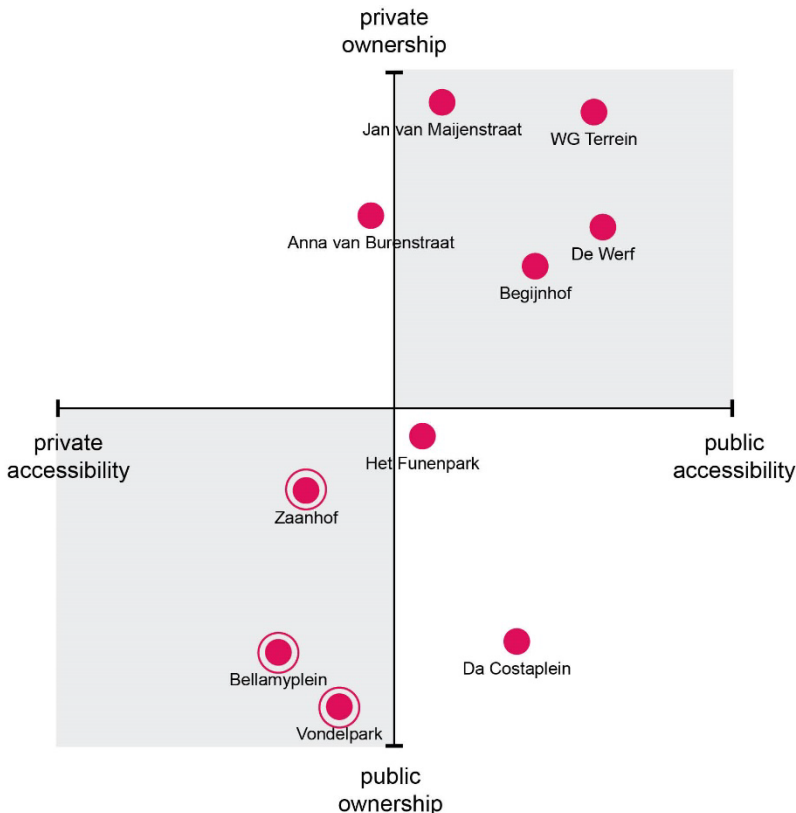 private
ownership
Jan van Maijenstraat
WG Terrein
Anna van Burenstraat
De Werf
Begijnhof
private
accessibility
public
accessibility
Het Funenpark
Zaanhof
Da Costaplein
Bellamyplein
Vondelpark
public
ownership